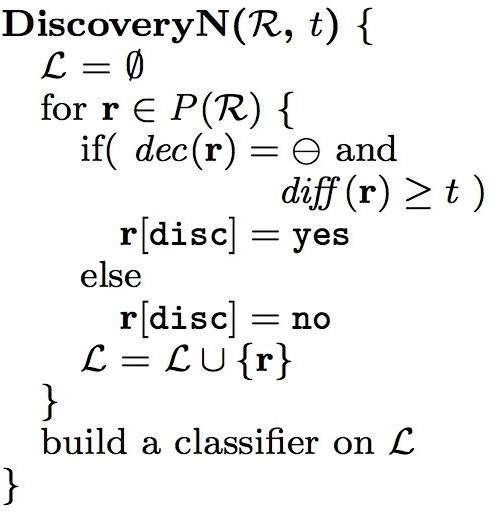 DiscoveryN(ℛ, t) {
ℒ = ∅
for r ∈ P(ℛ) {
if( dec(r) = ⊖ and
diff(r) ≥ t )
r[disc] = yes
else
r[disc] = no
ℒ = ℒ ∪ {r}
}
build a classifier on ℒ
}